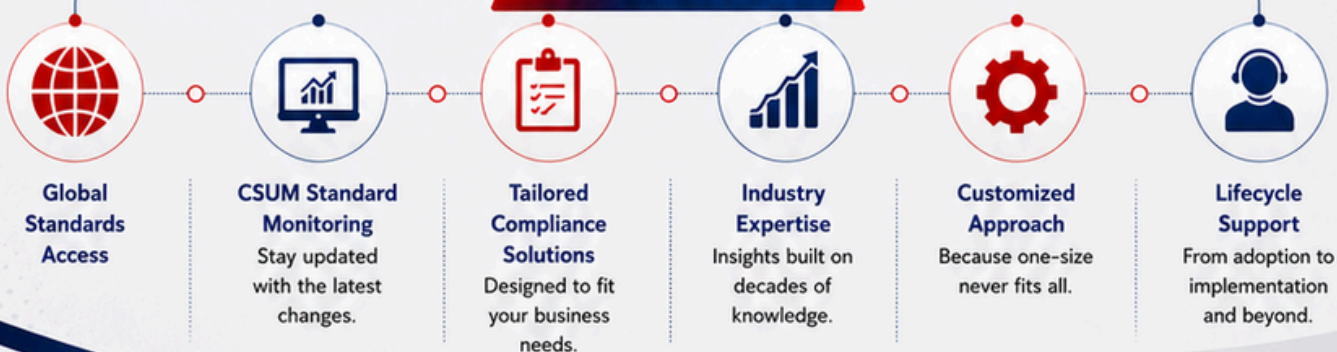 Global
Standards
Access
CSUM Standard
Monitoring
Stay updated
with the latest
changes.
Tailored
Compliance
Solutions
Designed to fit
your business
needs.
Industry
Expertise
Insights built on
decades of
knowledge.
Customized
Approach
Because one-size
never fits all.
Lifecycle
Support
From adoption to
implementation
and beyond.